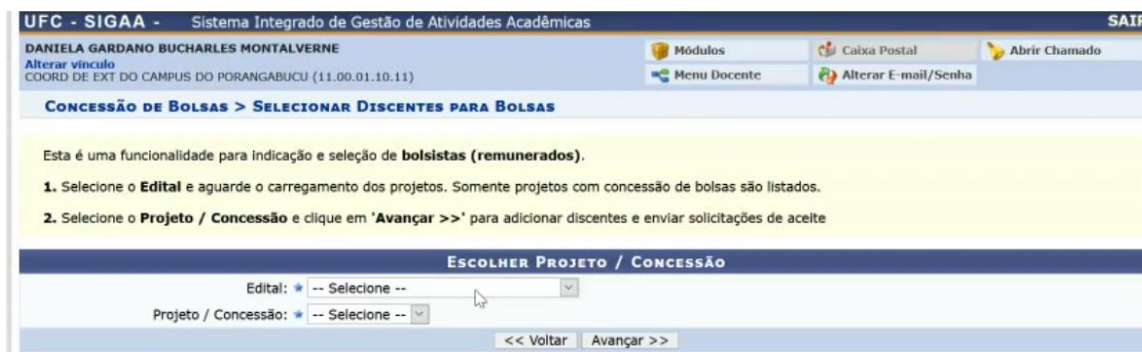 UFC - SIGAA - Sistema Integrado de Gestão de Atividades Acadêmicas SAIR
DANIELA GARDANO BUCHARLES MONTALVERNE
Alterar vínculo
COORD DE EXT DO CAMPUS DO PORANGABUCU (11.00.01.10.11)
Módulos Caixa Postal Abrir Chamado
Menu Docente Alterar E-mail/Senha
CONCESSÃO DE BOLSAS > SELECIONAR DISCENTES PARA BOLSAS
Esta é uma funcionalidade para indicação e seleção de bolsistas (remunerados).
1. Selecione o Edital e aguarde o carregamento dos projetos. Somente projetos com concessão de bolsas são listados.
2. Selecione o Projeto / Concessão e clique em 'Avançar >>' para adicionar discentes e enviar solicitações de aceite
ESCOLHER PROJETO / CONCESSÃO
Edital: -- Selecione --
Projeto / Concessão: -- Selecione --
<< Voltar Avançar >>